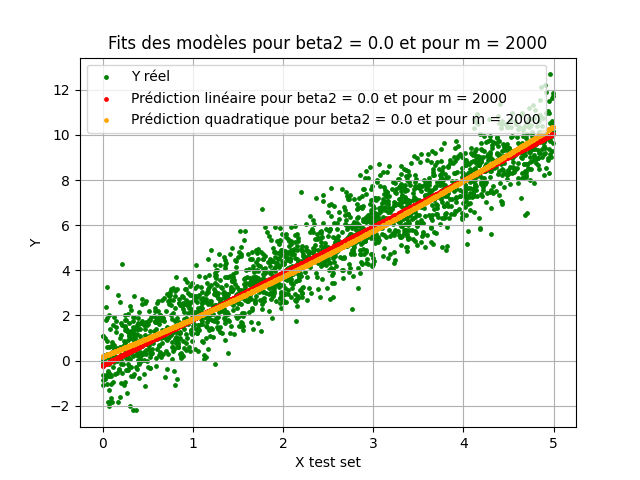 Fits des modèles pour beta2 = 0.0 et pour m = 2000
Y réel
Prédiction linéaire pour beta2 = 0.0 et pour m = 2000
Prédiction quadratique pour beta2 = 0.0 et pour m = 2000
12
10
8
6
4
2
0
−2
Y
0 1 2 3 4 5
X test set